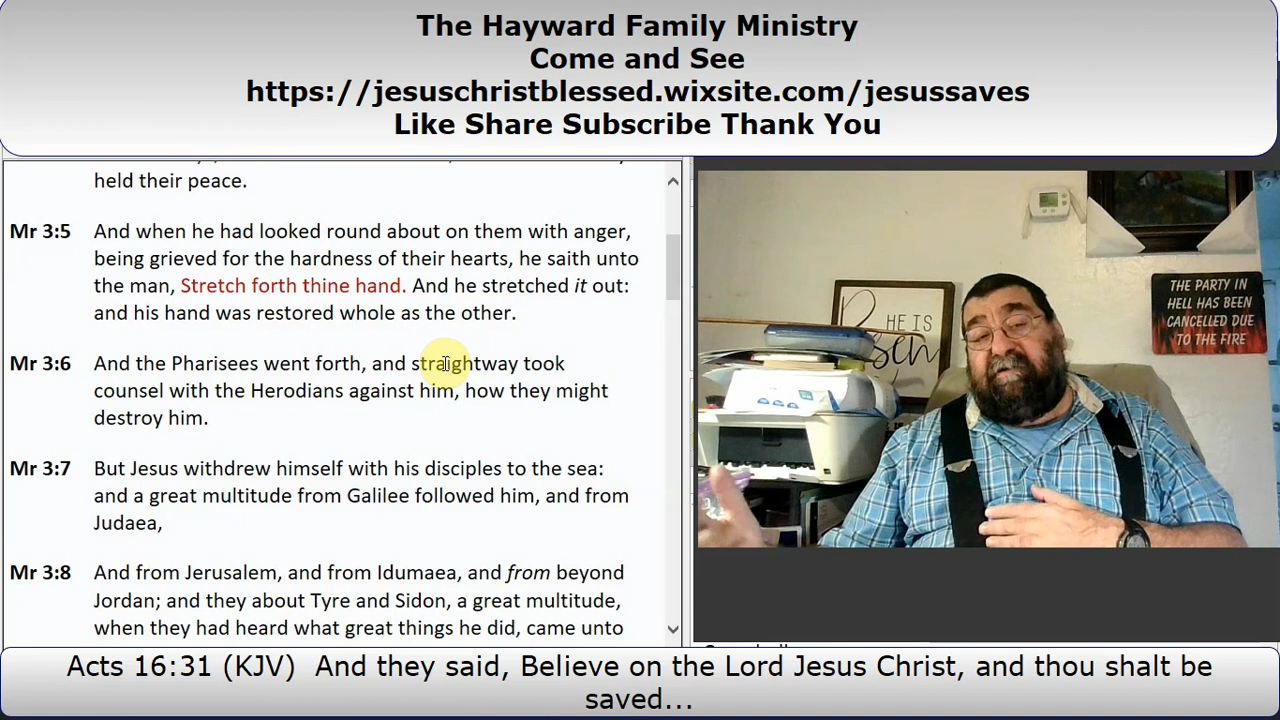 The Hayward Family Ministry
Come and See
https://jesuschristblessed.wixsite.com/jesussaves
Like Share Subscribe Thank You
held their peace.
Mr 3:5 And when he had looked round about on them with anger,
being grieved for the hardness of their hearts, he saith unto
the man, Stretch forth thine hand. And he stretched it out:
and his hand was restored whole as the other.
Mr 3:6 And the Pharisees went forth, and straightway took
counsel with the Herodians against him, how they might
destroy him.
Mr 3:7 But Jesus withdrew himself with his disciples to the sea:
and a great multitude from Galilee followed him, and from
Judaea,
Mr 3:8 And from Jerusalem, and from Idumaea, and from beyond
Jordan; and they about Tyre and Sidon, a great multitude,
when they had heard what great things he did, came unto
HE IS
Risen
THE PARTY IN
HELL HAS BEEN
CANCELLED DUE
TO THE FIRE
Acts 16:31 (KJV) And they said, Believe on the Lord Jesus Christ, and thou shalt be
saved...